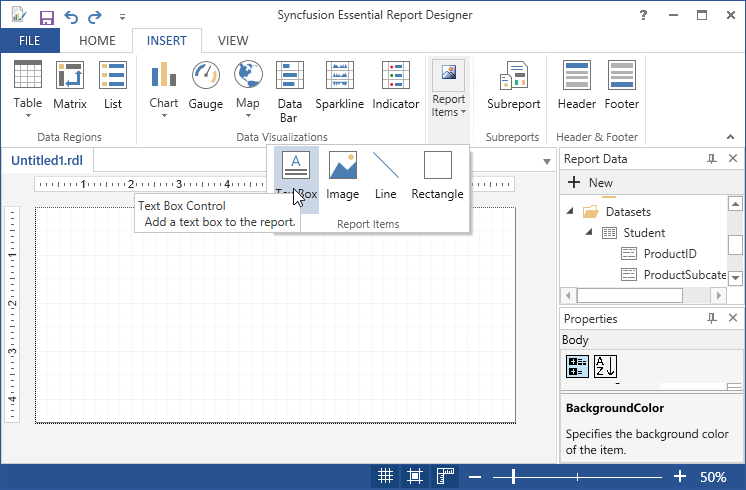 Syncfusion Essential Report Designer
?
FILE HOME INSERT VIEW
Table Matrix List Chart Gauge Map Data Bar Sparkline Indicator Report Items Subreport Header Footer
Data Regions Data Visualizations Subreports Header & Footer
Untitled1.rdl
A
Text Box Image Line Rectangle
Report Items
1 2 3 4
Text Box Control
Add a text box to the report.
1
2
3
4
Report Data
New
Datasets
Student
ProductID
ProductSubcate
Properties
Body
A Z
BackgroundColor
Specifies the background color
of the item.
50%